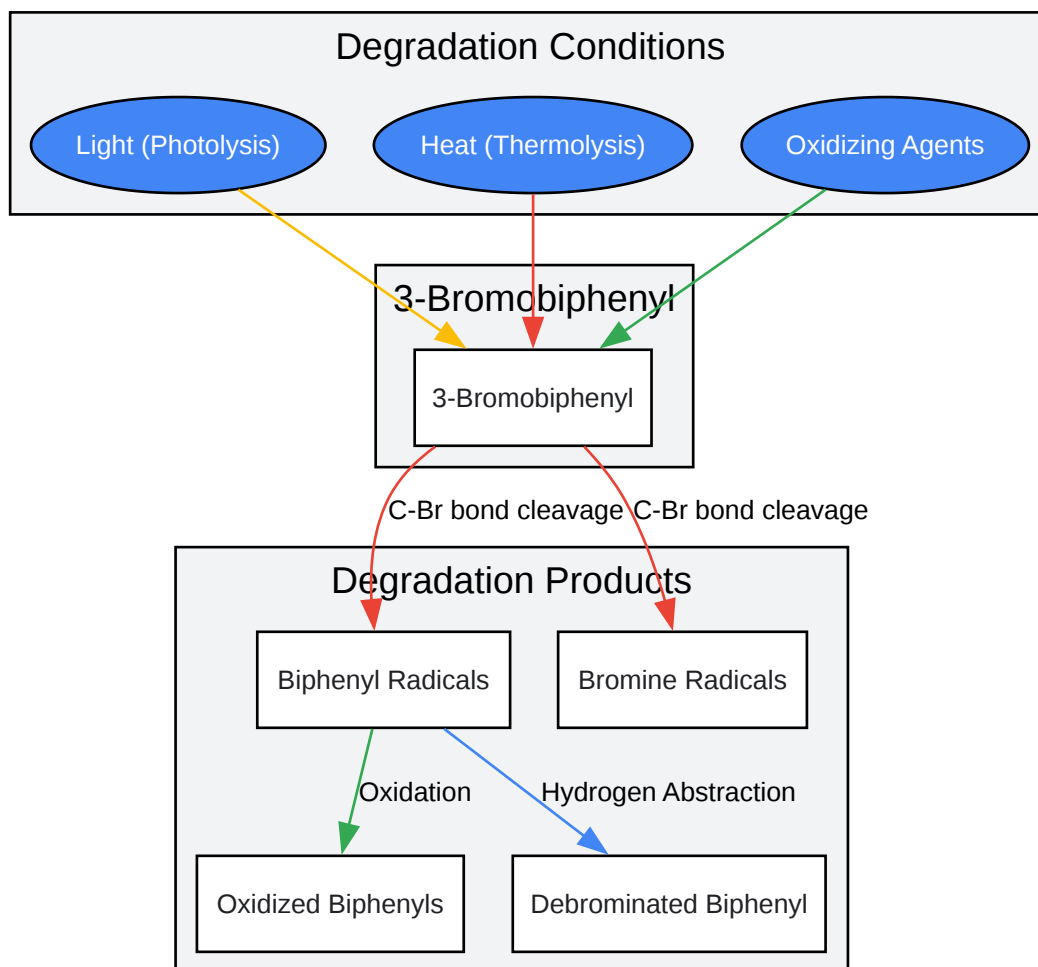 Degradation Conditions
Light (Photolysis)
Heat (Thermolysis)
Oxidizing Agents
3-Bromobiphenyl
3-Bromobiphenyl
C-Br bond cleavage
C-Br bond cleavage
Degradation Products
Biphenyl Radicals
Bromine Radicals
Oxidation
Hydrogen Abstraction
Oxidized Biphenyls
Debrominated Biphenyl